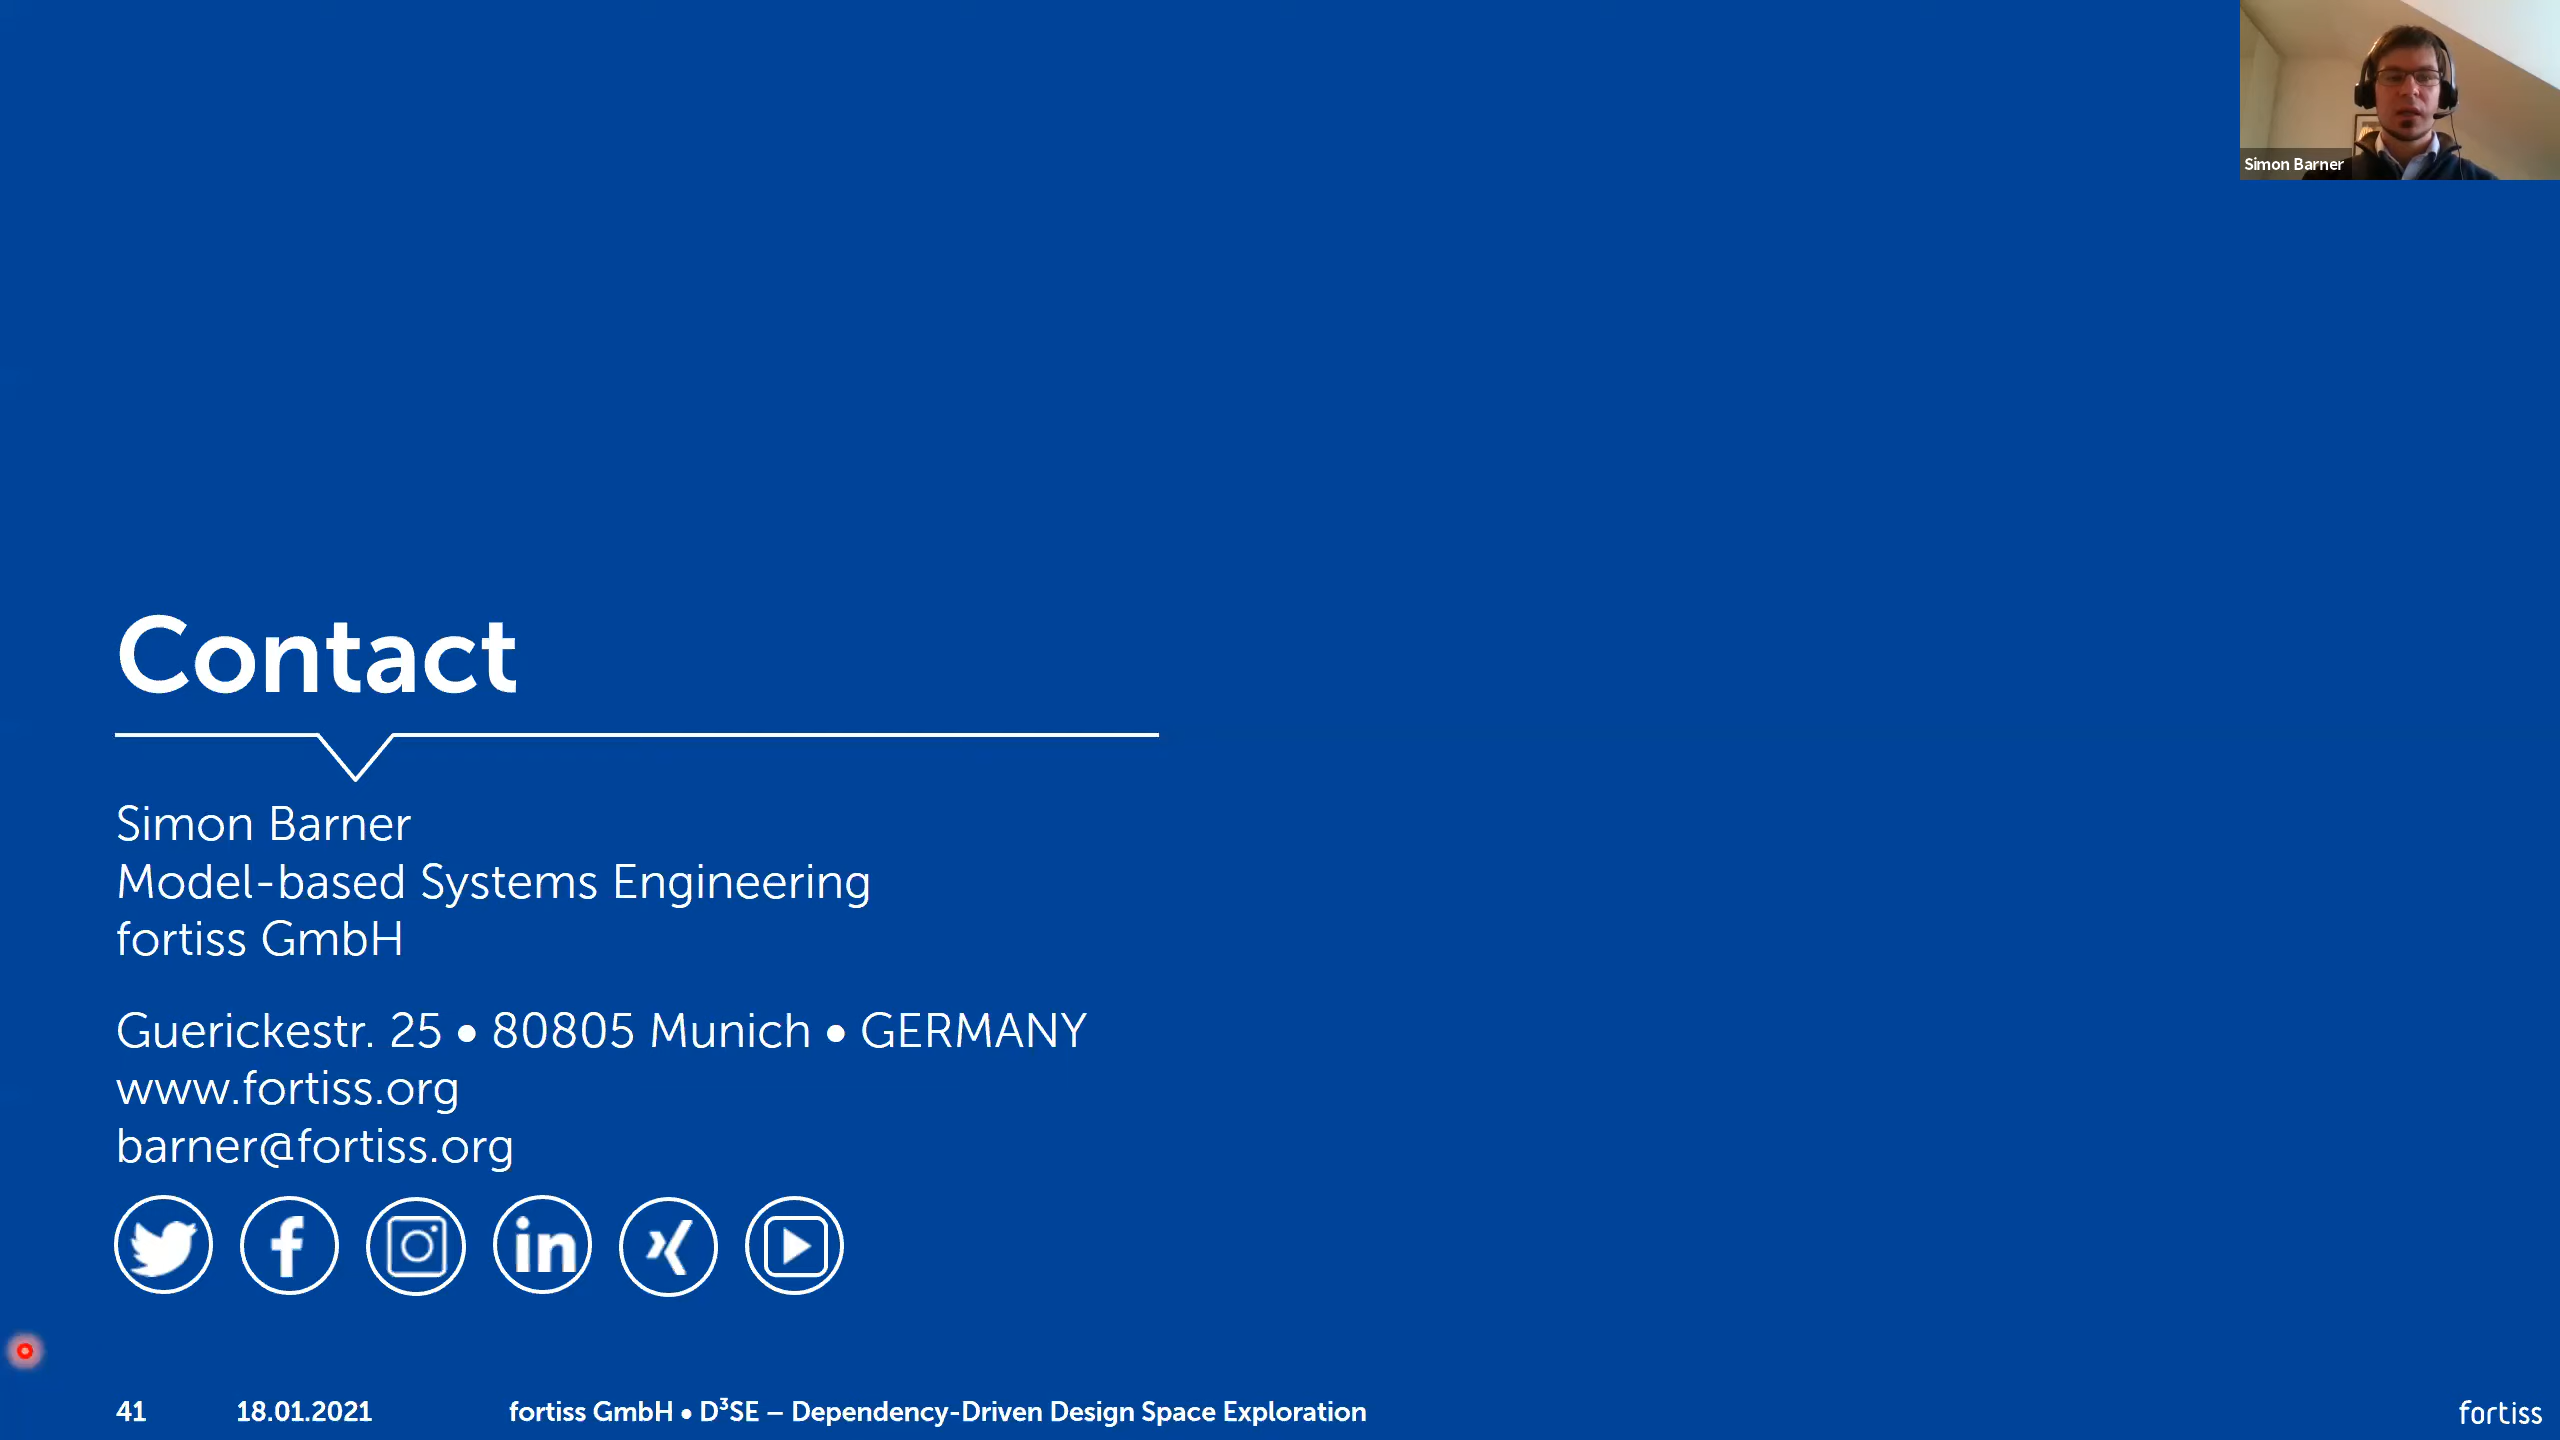 Simon Barner
Contact
Simon Barner
Model-based Systems Engineering
fortiss GmbH
Guerickestr. 25 • 80805 Munich • GERMANY
www.fortiss.org
barner@fortiss.org
41 18.01.2021 fortiss GmbH • D³SE – Dependency-Driven Design Space Exploration fortiss